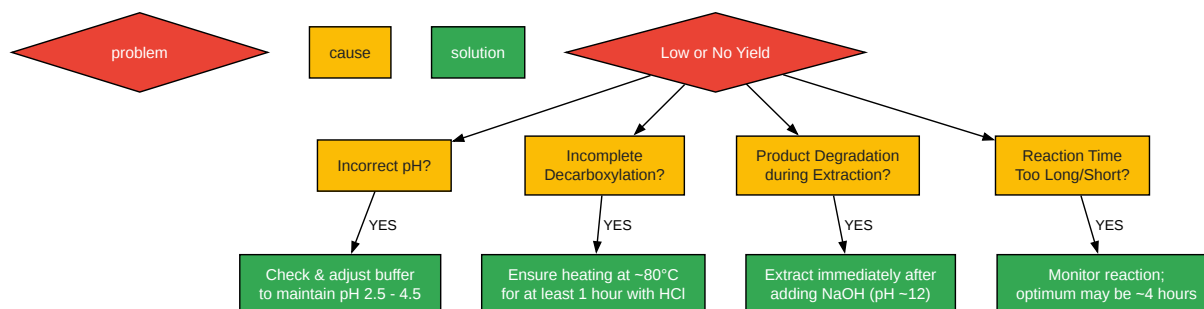 problem
cause
solution
Low or No Yield
Incorrect pH?
Incomplete
Decarboxylation?
Product Degradation
during Extraction?
Reaction Time
Too Long/Short?
YES
YES
YES
YES
Check & adjust buffer
to maintain pH 2.5 - 4.5
Ensure heating at ~80°C
for at least 1 hour with HCl
Extract immediately after
adding NaOH (pH ~12)
Monitor reaction;
optimum may be ~4 hours